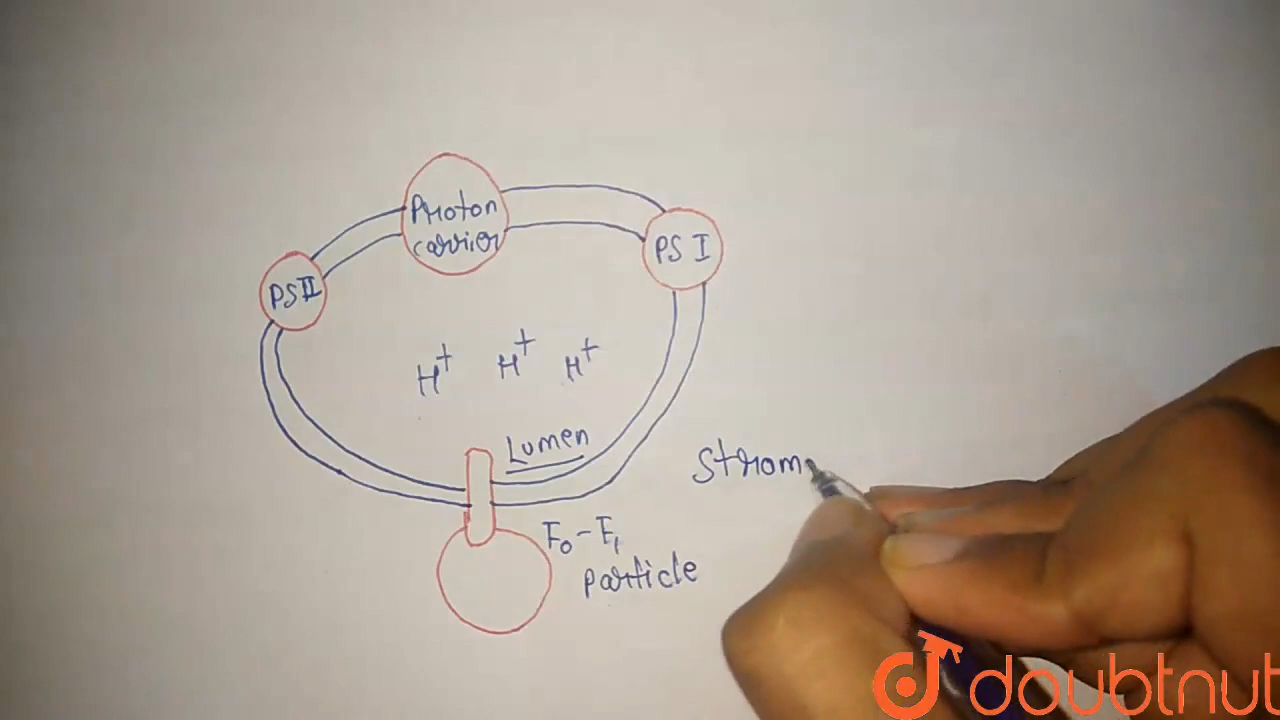 Proton
carrier
PS I
PS II
H+ H+ H+
Lumen
Strom
F0-F1
particle
doubtnut